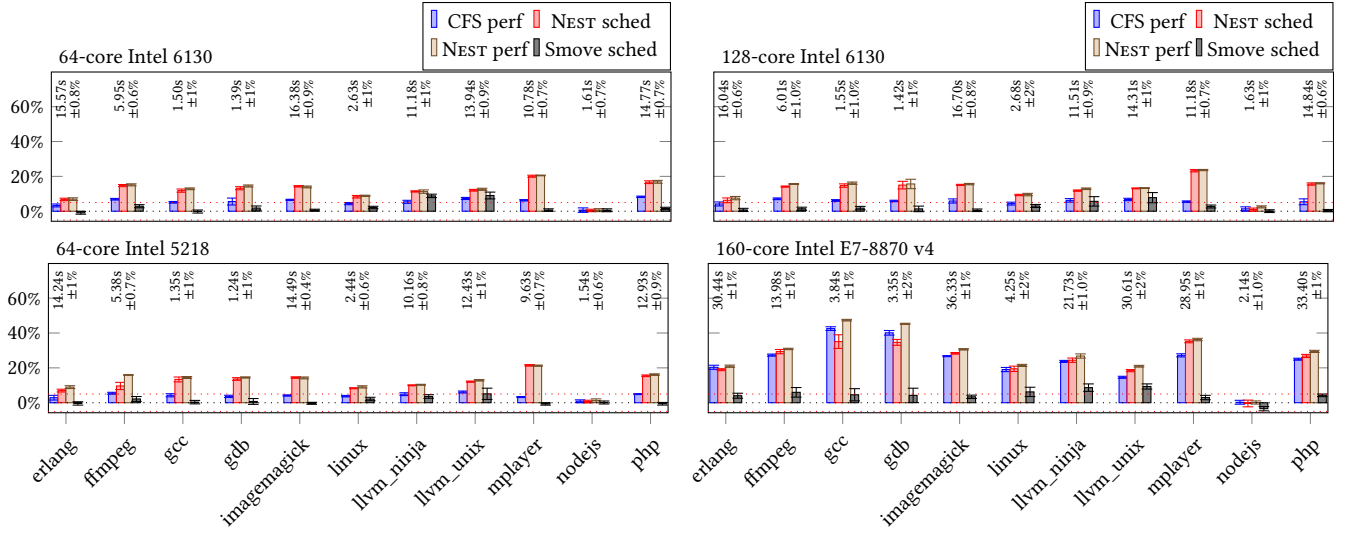 CFS perf NEST sched
NEST perf Smove sched
CFS perf NEST sched
NEST perf Smove sched
64-core Intel 6130
60%
40%
20%
0%
15.57s ±0.8%
5.95s ±0.6%
1.50s ±1%
1.39s ±1%
16.38s ±0.9%
2.63s ±1%
11.18s ±1%
13.94s ±0.9%
10.78s ±0.7%
1.61s ±0.7%
14.77s ±0.7%
128-core Intel 6130
16.04s ±0.6%
6.01s ±1.0%
1.55s ±1.0%
1.42s ±1%
16.70s ±0.8%
2.68s ±2%
11.51s ±0.9%
14.31s ±1%
11.18s ±0.7%
1.63s ±1%
14.84s ±0.6%
64-core Intel 5218
60%
40%
20%
0%
14.24s ±1%
5.38s ±0.7%
1.35s ±1%
1.24s ±1%
14.49s ±0.4%
2.44s ±0.6%
10.16s ±0.8%
12.43s ±1%
9.63s ±0.7%
1.54s ±0.6%
12.93s ±0.9%
erlang
ffmpeg
gcc
gdb
imagemagick
linux
llvm_ninja
llvm_unix
mplayer
nodejs
php
160-core Intel E7-8870 v4
30.44s ±1%
13.98s ±1%
3.84s ±1%
3.35s ±2%
36.33s ±1%
4.25s ±2%
21.73s ±1.0%
30.61s ±2%
28.95s ±1%
2.14s ±1.0%
33.40s ±1%
erlang
ffmpeg
gcc
gdb
imagemagick
linux
llvm_ninja
llvm_unix
mplayer
nodejs
php